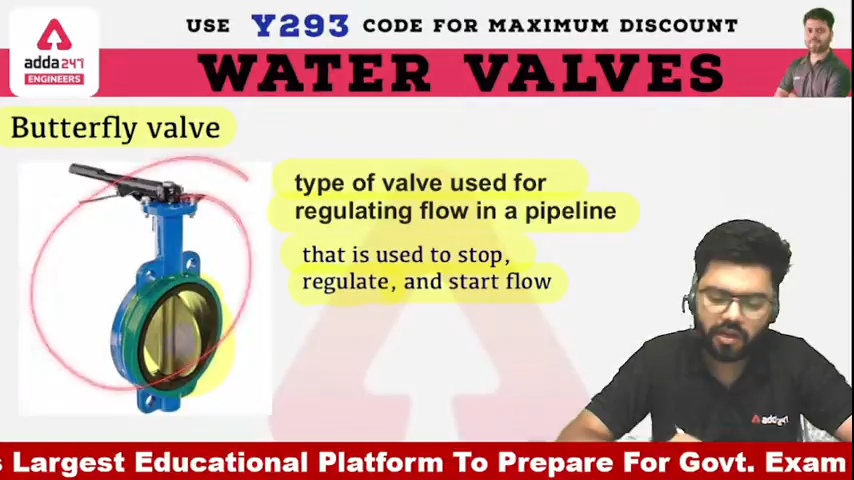 USE Y293 CODE FOR MAXIMUM DISCOUNT
adda247
ENGINEERS
WATER VALVES
Butterfly valve
type of valve used for
regulating flow in a pipeline
that is used to stop,
regulate, and start flow
adda247
Largest Educational Platform To Prepare For Govt. Exam